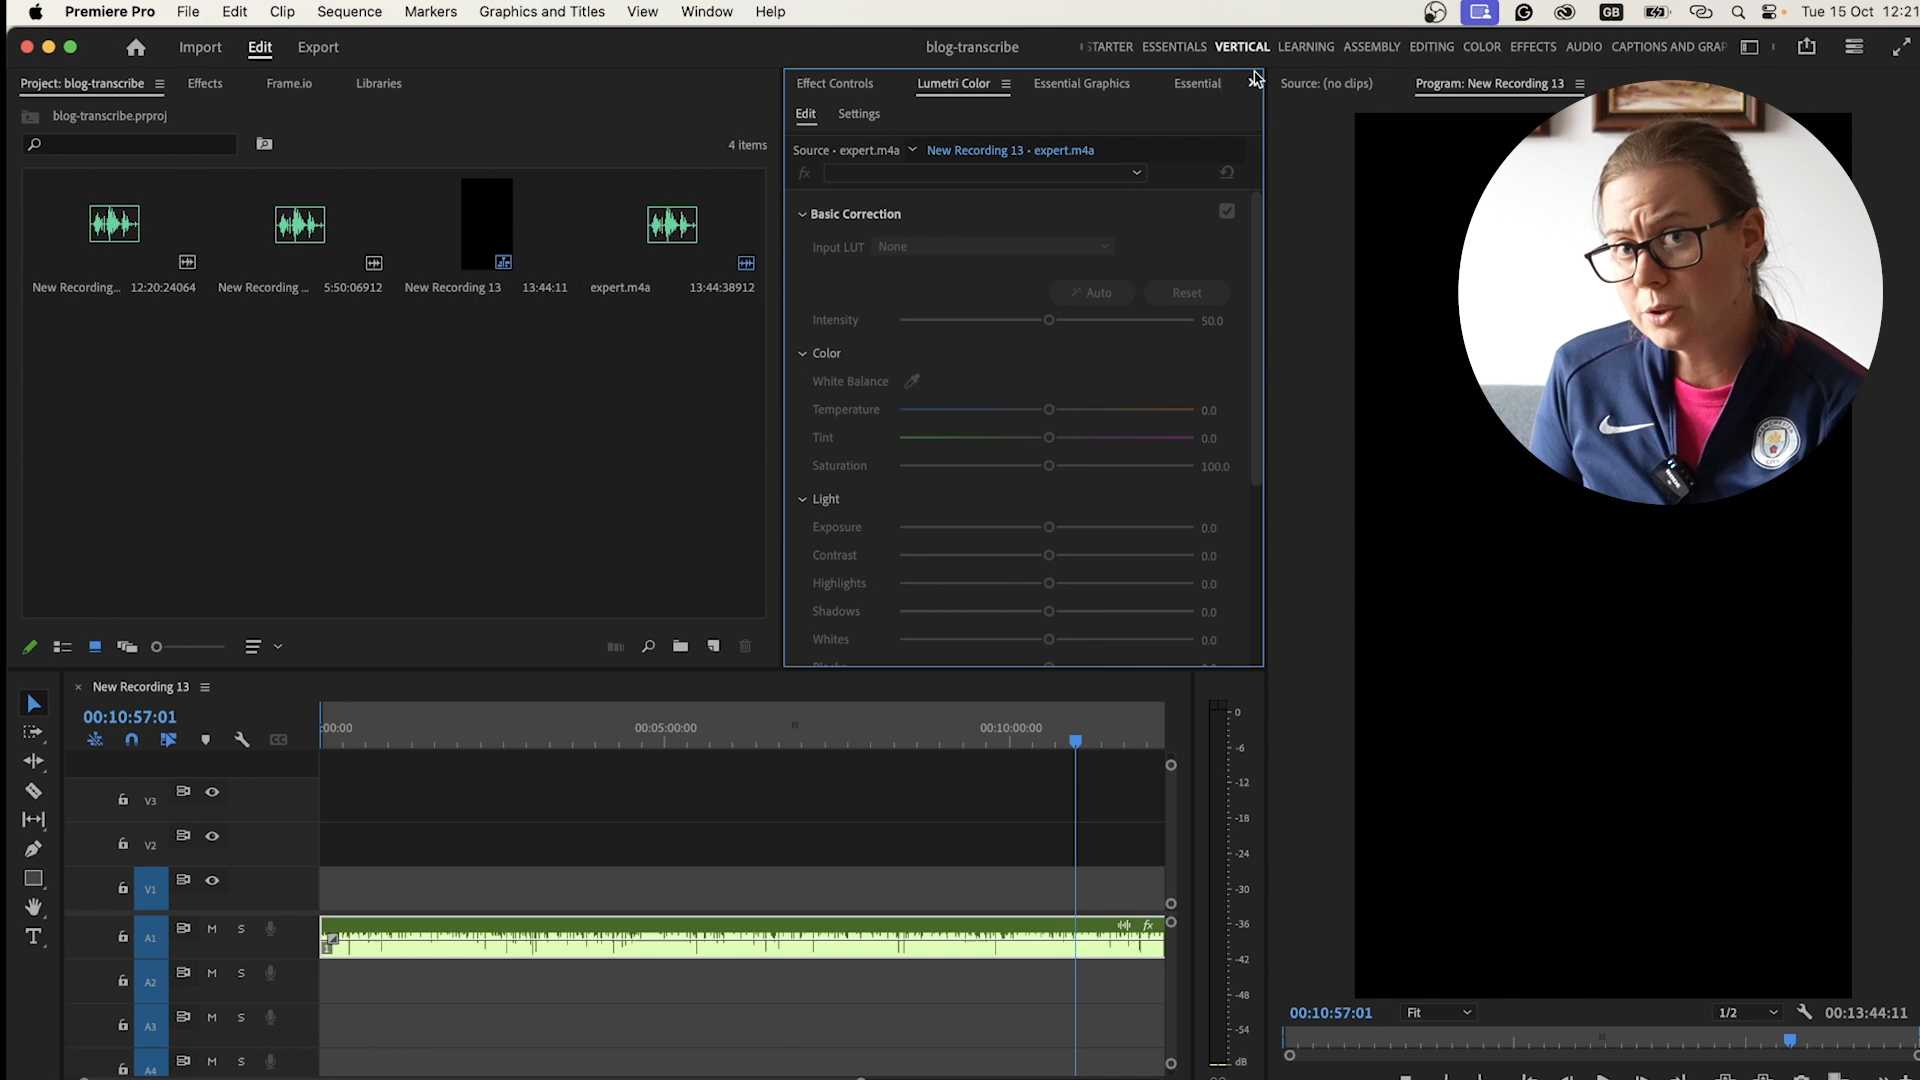 Premiere Pro File Edit Clip Sequence Markers Graphics and Titles View Window Help GB Tue 15 Oct 12:21
Import Edit Export blog-transcribe STARTER ESSENTIALS VERTICAL LEARNING ASSEMBLY EDITING COLOR EFFECTS AUDIO CAPTIONS AND GRAP
Project: blog-transcribe Effects Frame.io Libraries
Effect Controls Lumetri Color Essential Graphics Essential
Source: (no clips) Program: New Recording 13
blog-transcribe.prproj
4 items
New Recording... 12:20:24064
New Recording ... 5:50:06912
New Recording 13 13:44:11
expert.m4a 13:44:38912
Edit Settings
Source • expert.m4a New Recording 13 • expert.m4a
fx
Basic Correction
Input LUT None
Auto Reset
Intensity 50.0
Color
White Balance
Temperature 0.0
Tint 0.0
Saturation 100.0
Light
Exposure 0.0
Contrast 0.0
Highlights 0.0
Shadows 0.0
Whites 0.0
MANCHESTER
CITY
New Recording 13
00:10:57:01
:00:00 00:05:00:00 00:10:00:00
V3
V2
V1
A1 M S fx
A2 M S
A3 M S
A4 M S
0
-6
-12
-18
-24
-30
-36
-42
-48
-54
dB
00:10:57:01 Fit 1/2 00:13:44:11